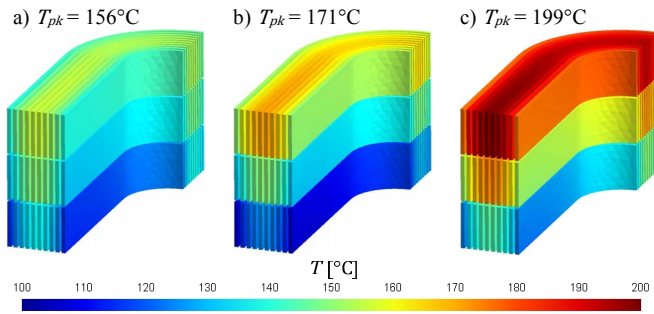 a) Tpk = 156°C
b) Tpk = 171°C
c) Tpk = 199°C
T [°C]
100 110 120 130 140 150 160 170 180 190 200